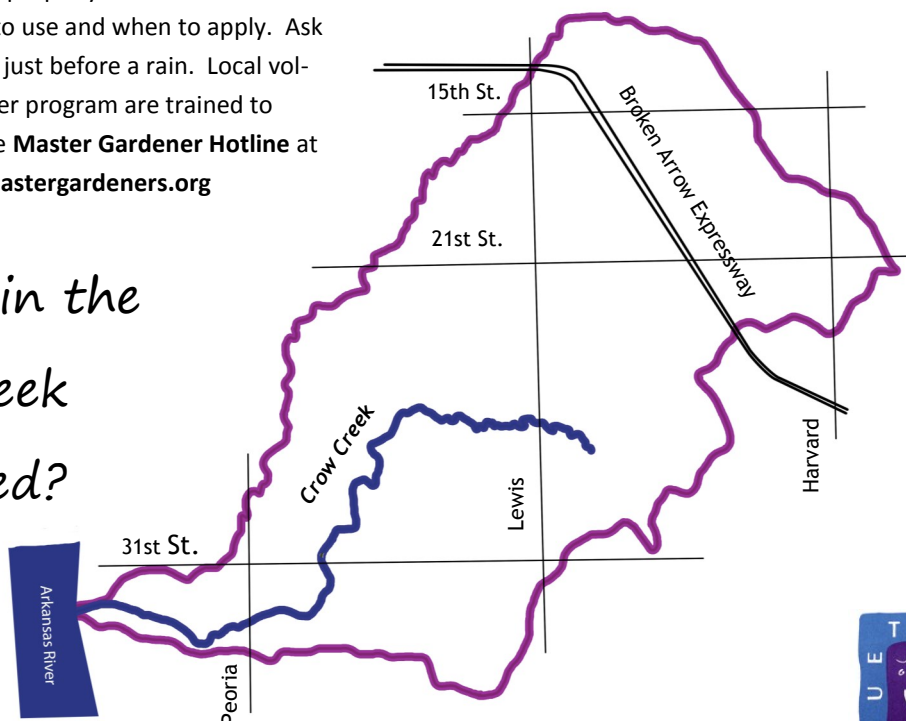 to use and when to apply. Ask
just before a rain. Local vol-
er program are trained to
e Master Gardener Hotline at
astergardeners.org
in the
eek
ed?
15th St.
Broken Arrow Expressway
21st St.
Crow Creek
Lewis
Harvard
31st St.
Arkansas River
Peoria
T
E
U